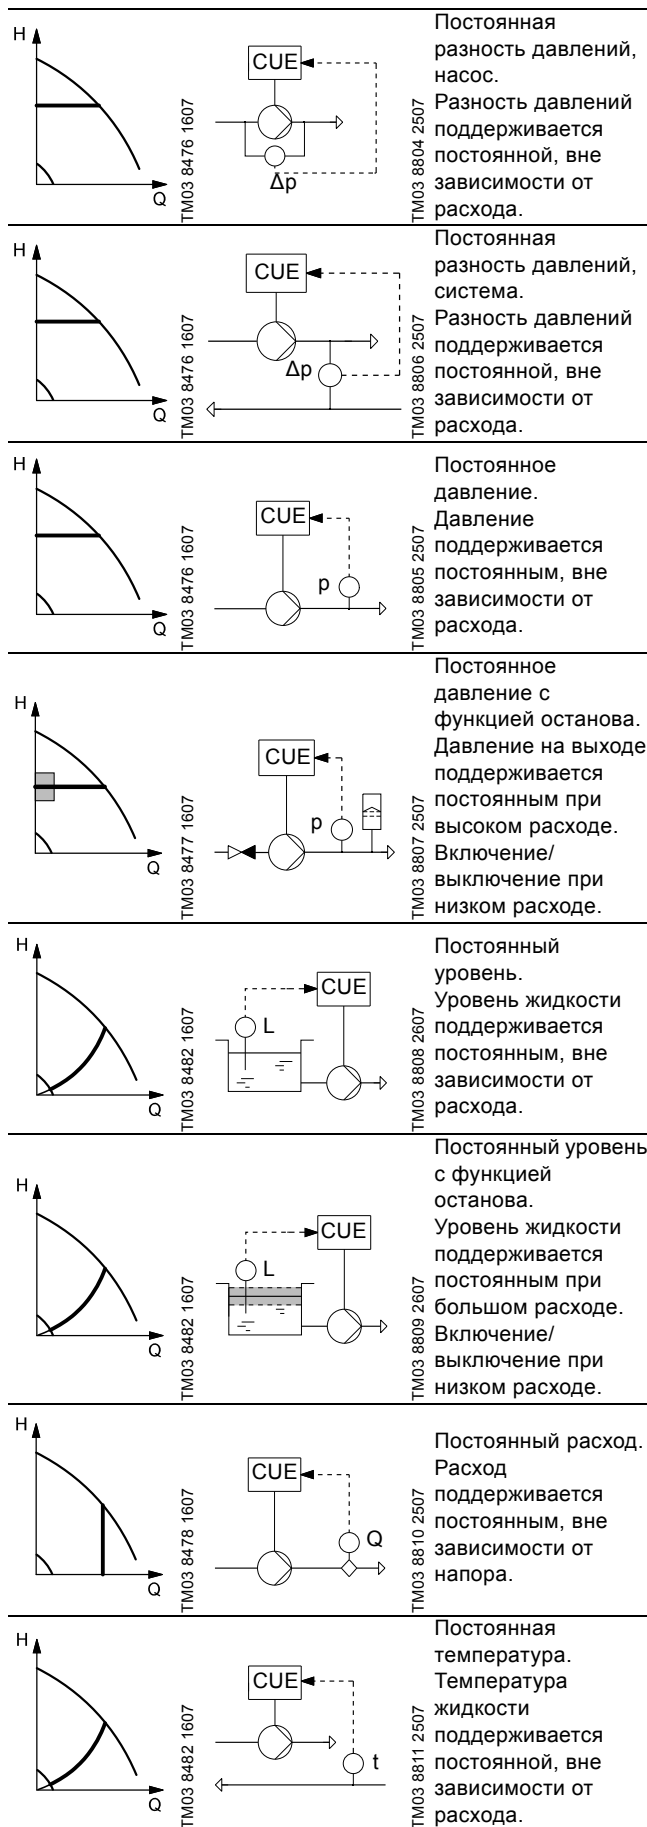 H
Q
TM03 8476 1607
CUE
Δp
TM03 8804 2507
Постоянная
разность давлений,
насос.
Разность давлений
поддерживается
постоянной, вне
зависимости от
расхода.
H
Q
TM03 8476 1607
CUE
Δp
TM03 8806 2507
Постоянная
разность давлений,
система.
Разность давлений
поддерживается
постоянной, вне
зависимости от
расхода.
H
Q
TM03 8476 1607
CUE
p
TM03 8805 2507
Постоянное
давление.
Давление
поддерживается
постоянным, вне
зависимости от
расхода.
H
Q
TM03 8477 1607
CUE
p
TM03 8807 2507
Постоянное
давление с
функцией останова.
Давление на выходе
поддерживается
постоянным при
высоком расходе.
Включение/
выключение при
низком расходе.
H
Q
TM03 8482 1607
CUE
L
TM03 8808 2607
Постоянный
уровень.
Уровень жидкости
поддерживается
постоянным, вне
зависимости от
расхода.
H
Q
TM03 8482 1607
CUE
L
TM03 8809 2607
Постоянный уровень
с функцией
останова.
Уровень жидкости
поддерживается
постоянным при
большом расходе.
Включение/
выключение при
низком расходе.
H
Q
TM03 8478 1607
CUE
Q
TM03 8810 2507
Постоянный расход.
Расход
поддерживается
постоянным, вне
зависимости от
напора.
H
Q
TM03 8482 1607
CUE
t
TM03 8811 2507
Постоянная
температура.
Температура
жидкости
поддерживается
постоянной, вне
зависимости от
расхода.